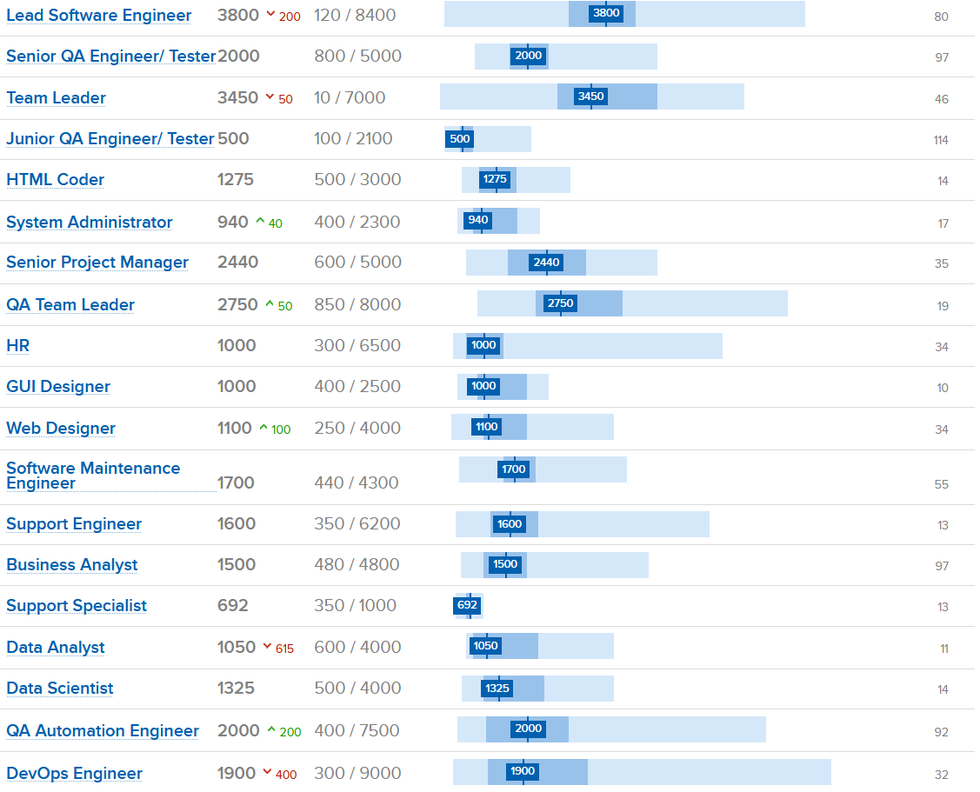 Lead Software Engineer 3800 200 120 / 8400 3800 80
Senior QA Engineer/ Tester 2000 800 / 5000 2000 97
Team Leader 3450 50 10 / 7000 3450 46
Junior QA Engineer/ Tester 500 100 / 2100 500 114
HTML Coder 1275 500 / 3000 1275 14
System Administrator 940 40 400 / 2300 940 17
Senior Project Manager 2440 600 / 5000 2440 35
QA Team Leader 2750 50 850 / 8000 2750 19
HR 1000 300 / 6500 1000 34
GUI Designer 1000 400 / 2500 1000 10
Web Designer 1100 100 250 / 4000 1100 34
Software Maintenance
Engineer 1700 440 / 4300 1700 55
Support Engineer 1600 350 / 6200 1600 13
Business Analyst 1500 480 / 4800 1500 97
Support Specialist 692 350 / 1000 692 13
Data Analyst 1050 615 600 / 4000 1050 11
Data Scientist 1325 500 / 4000 1325 14
QA Automation Engineer 2000 200 400 / 7500 2000 92
DevOps Engineer 1900 400 300 / 9000 1900 32